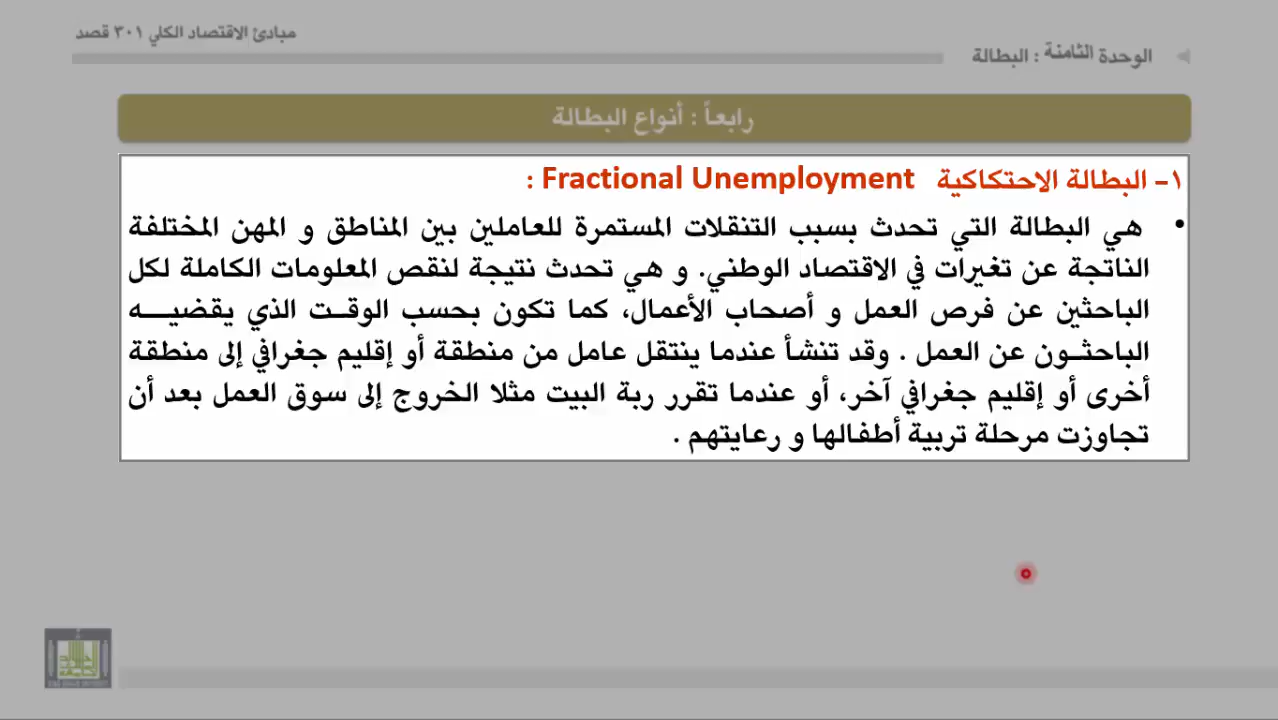 مبادئ الاقتصاد الكلي ٣٠١ قصد
الوحدة الثامنة : البطالة
رابعاً : أنواع البطالة
١- البطالة الاحتكاكية Fractional Unemployment :
• هي البطالة التي تحدث بسبب التنقلات المستمرة للعاملين بين المناطق و المهن المختلفة
الناتجة عن تغيرات في الاقتصاد الوطني. و هي تحدث نتيجة لنقص المعلومات الكاملة لكل
الباحثين عن فرص العمل و أصحاب الأعمال، كما تكون بحسب الوقت الذي يقضيـــه
الباحثـون عن العمل . وقد تنشأ عندما ينتقل عامل من منطقة أو إقليم جغرافي إلى منطقة
أخرى أو إقليم جغرافي آخر، أو عندما تقرر ربة البيت مثلا الخروج إلى سوق العمل بعد أن
تجاوزت مرحلة تربية أطفالها و رعايتهم .